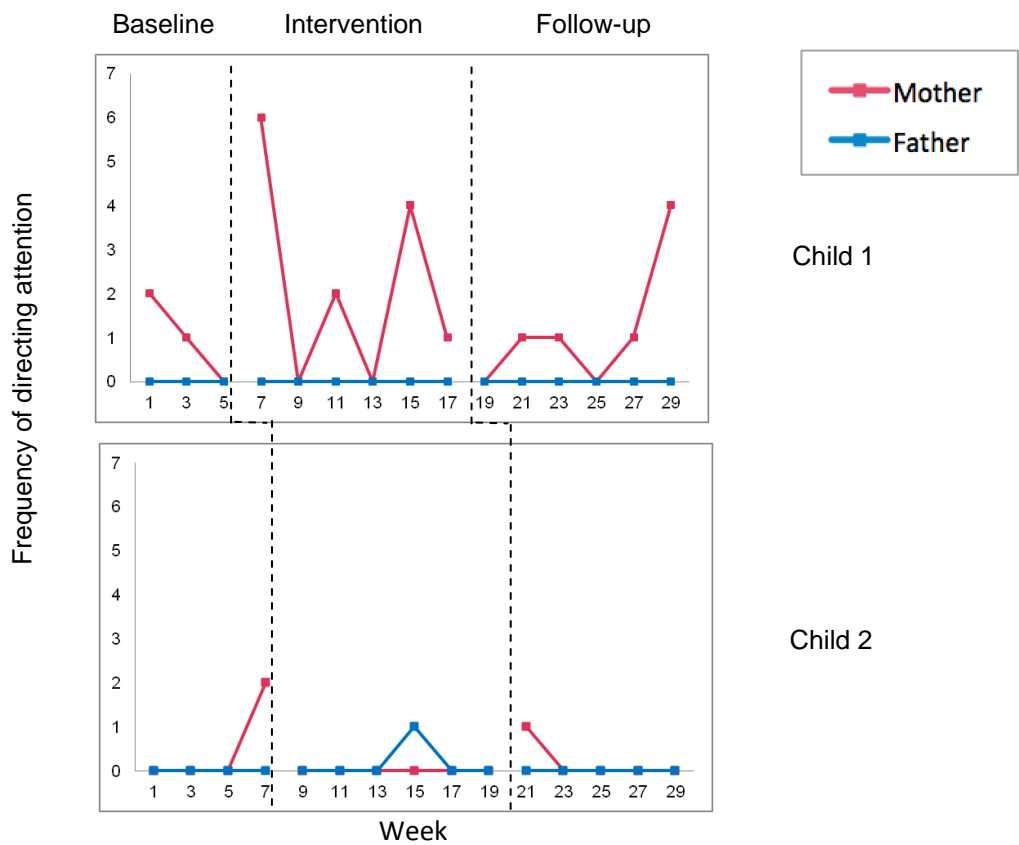 Baseline Intervention Follow-up
Mother
Father
Frequency of directing attention
7
6
5
4
3
2
1
0
1 3 5 7 9 11 13 15 17 19 21 23 25 27 29
Child 1
7
6
5
4
3
2
1
0
1 3 5 7 9 11 13 15 17 19 21 23 25 27 29
Child 2
Week